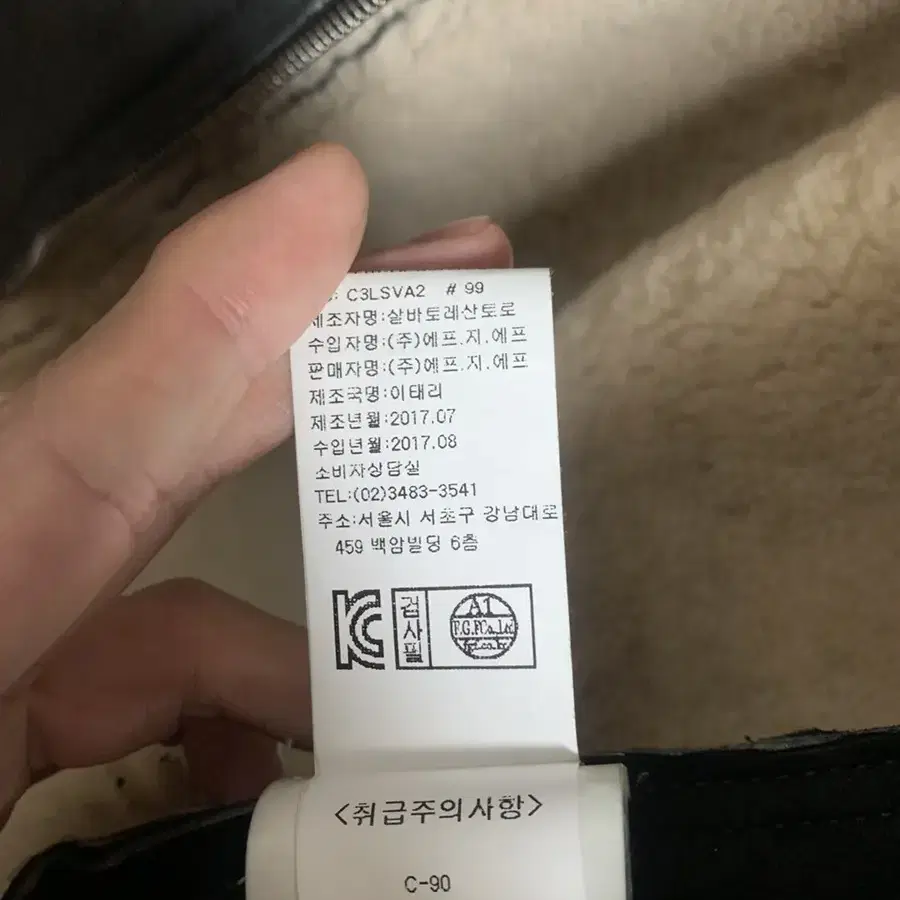 : C3LSVA2 # 99
제조자명:살바토레산토로
수입자명:(주)에프.지.에프
판매자명:(주)에프.지.에프
제조국명:이태리
제조년월:2017.07
수입년월:2017.08
소비자상담실
TEL:(02)3483-3541
주소:서울시 서초구 강남대로
459 백암빌딩 6층
KC
검사필
A1
F.G.FCo.Ltd
<취급주의사항>
C-90